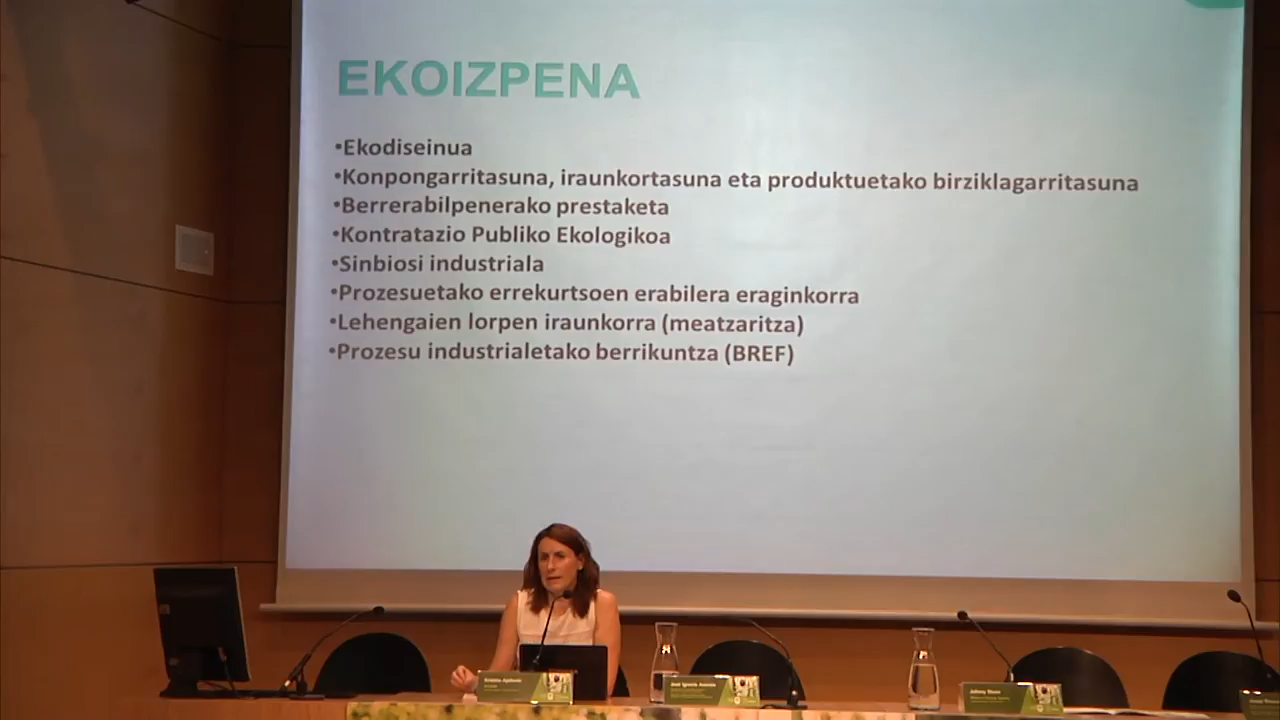 EKOIZPENA
•Ekodiseinua
•Konpongarritasuna, iraunkortasuna eta produktuetako birziklagarritasuna
•Berrerabilpenerako prestaketa
•Kontratazio Publiko Ekologikoa
•Sinbiosi industriala
•Prozesuetako errekurtsoen erabilera eraginkorra
•Lehengaien lorpen iraunkorra (meatzaritza)
•Prozesu industrialetako berrikuntza (BREF)